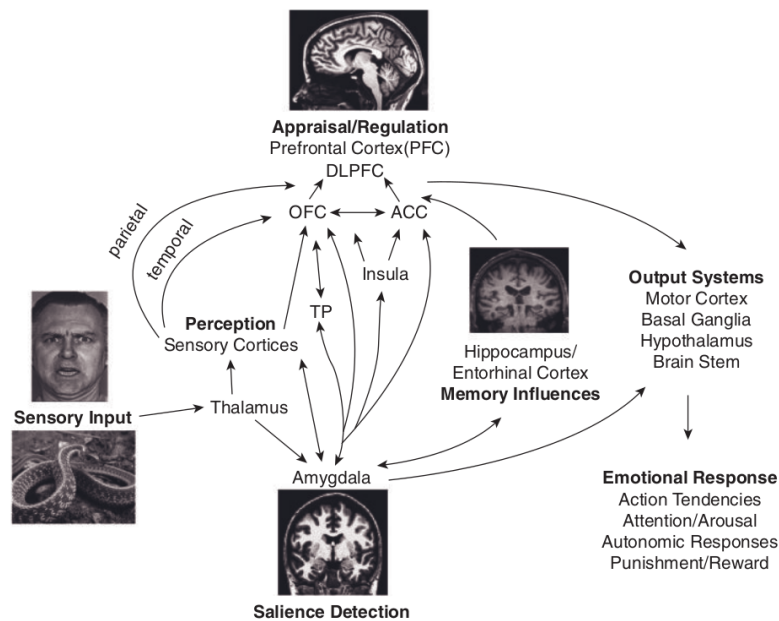 Appraisal/Regulation
Prefrontal Cortex(PFC)
DLPFC
OFC
ACC
parietal
temporal
Insula
TP
Perception
Sensory Cortices
Sensory Input
Thalamus
Hippocampus/
Entorhinal Cortex
Memory Influences
Output Systems
Motor Cortex
Basal Ganglia
Hypothalamus
Brain Stem
Amygdala
Salience Detection
Emotional Response
Action Tendencies
Attention/Arousal
Autonomic Responses
Punishment/Reward